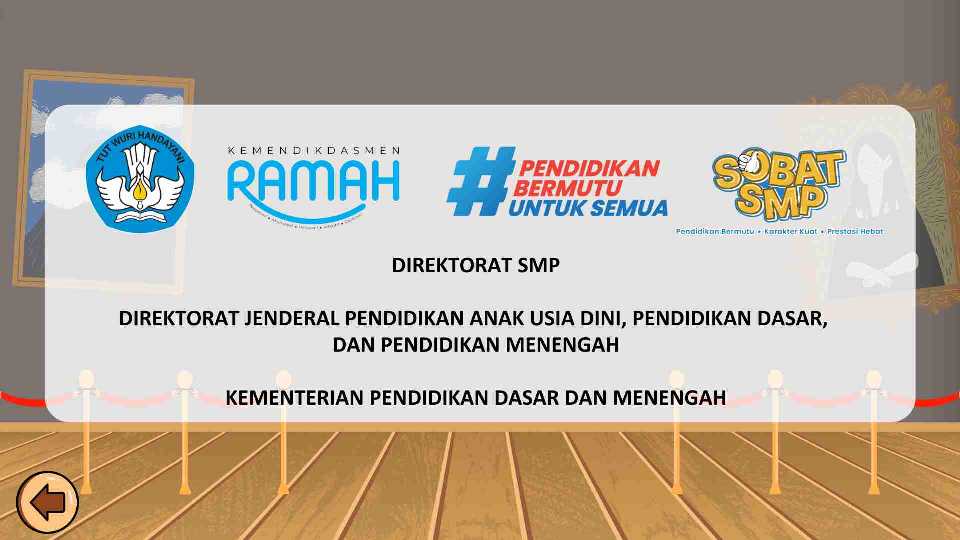 TUT WURI HANDAYANI
KEMENDIKDASMEN
RAMAH
#PENDIDIKAN
BERMUTU
UNTUK SEMUA
SOBAT
SMP
Pendidikan Bermutu • Karakter Kuat • Prestasi Hebat
DIREKTORAT SMP
DIREKTORAT JENDERAL PENDIDIKAN ANAK USIA DINI, PENDIDIKAN DASAR,
DAN PENDIDIKAN MENENGAH
KEMENTERIAN PENDIDIKAN DASAR DAN MENENGAH